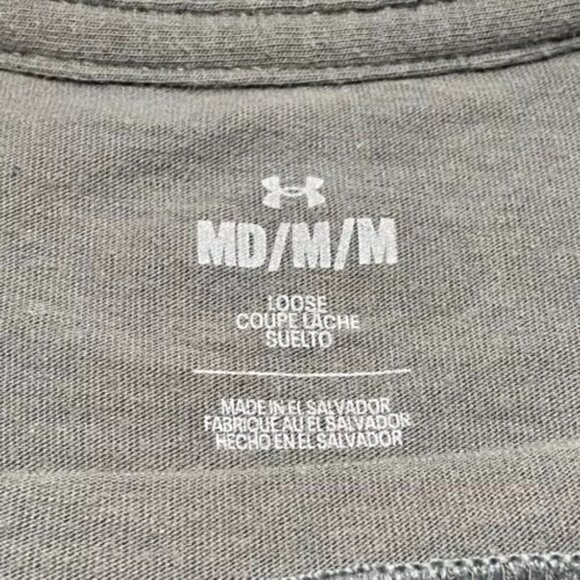 MD/M/M
LOOSE
COUPE LACHE
SUELTO
MADE IN EL SALVADOR
FABRIQUE AU EL SALVADOR
HECHO EN EL SALVADOR